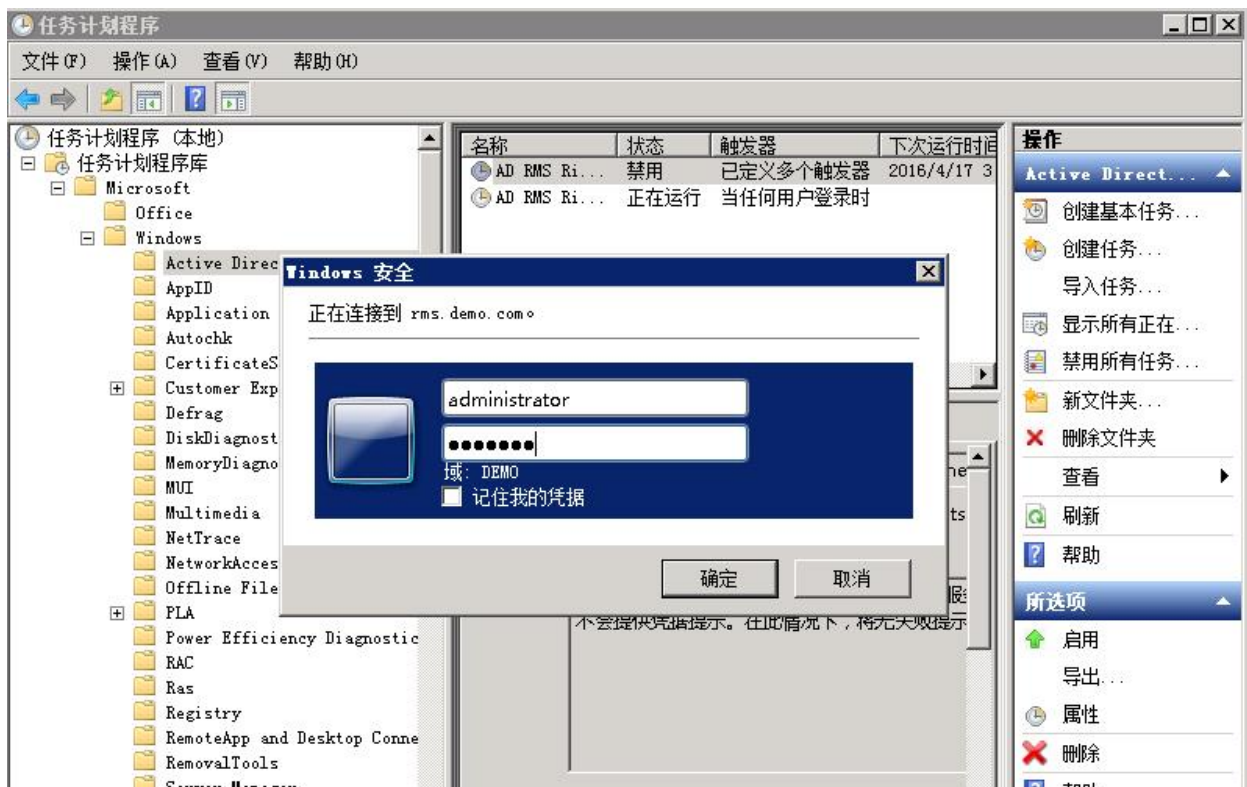 任务计划程序
文件(F) 操作(A) 查看(V) 帮助(H)
任务计划程序 (本地)
任务计划程序库
Microsoft
Office
Windows
Active Direc
AppID
Application
Autochk
CertificateS
Customer Exp
Defrag
DiskDiagnost
MemoryDiagno
MUI
Multimedia
NetTrace
NetworkAcces
Offline File
PLA
Power Efficiency Diagnostic
RAC
Ras
Registry
RemoteApp and Desktop Conne
RemovalTools
名称 状态 触发器 下次运行时间
AD RMS Ri... 禁用 已定义多个触发器 2016/4/17 3
AD RMS Ri... 正在运行 当任何用户登录时
Windows 安全
正在连接到 rms.demo.com。
administrator
●●●●●●●
域: DEMO
记住我的凭据
确定 取消
ne
ts
不会提供凭据提示。在此情况下，将无失败提示
操作
Active Direct...
创建基本任务...
创建任务...
导入任务...
显示所有正在...
禁用所有任务...
新文件夹...
删除文件夹
查看
刷新
帮助
所选项
启用
导出...
属性
删除